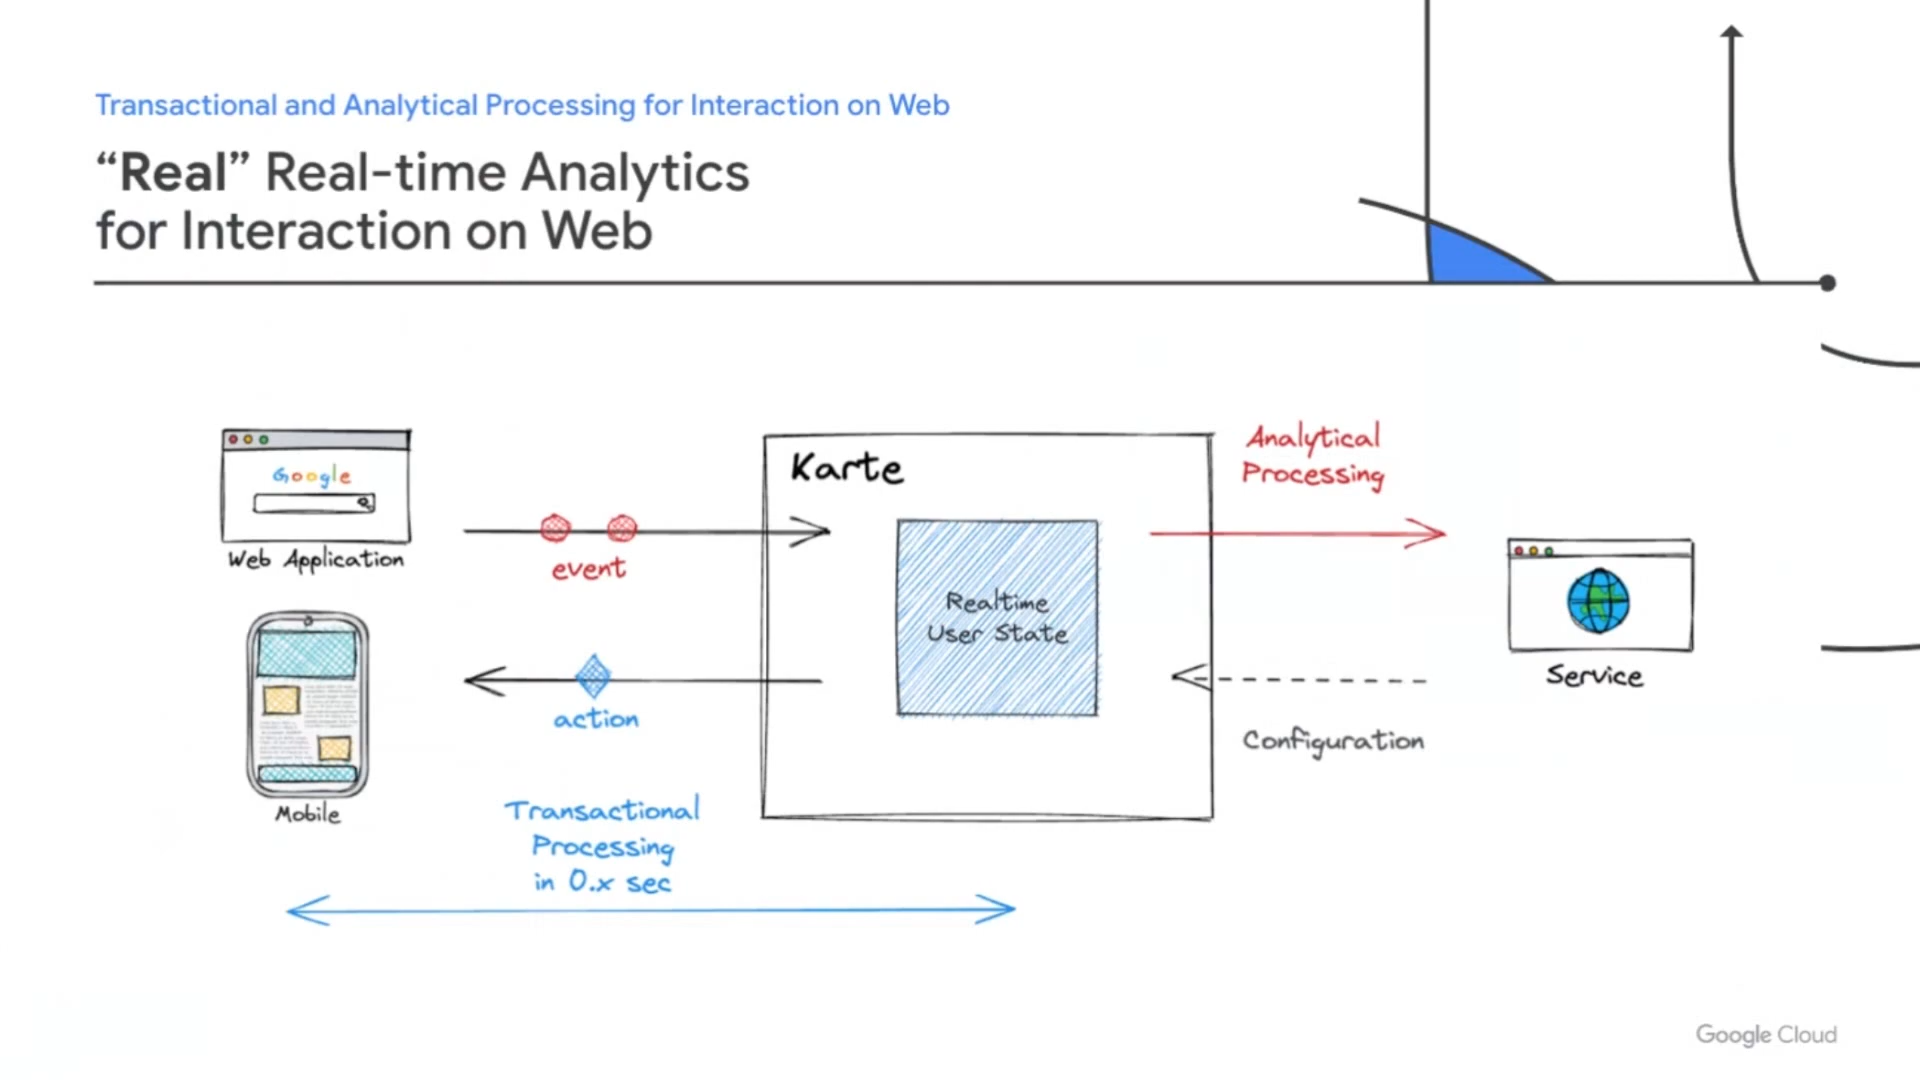 Transactional and Analytical Processing for Interaction on Web
“Real” Real-time Analytics
for Interaction on Web
Google
Web Application
Mobile
event
action
Transactional
Processing
in 0.x sec
Karte
Realtime
User State
Analytical
Processing
Configuration
Service
Google Cloud